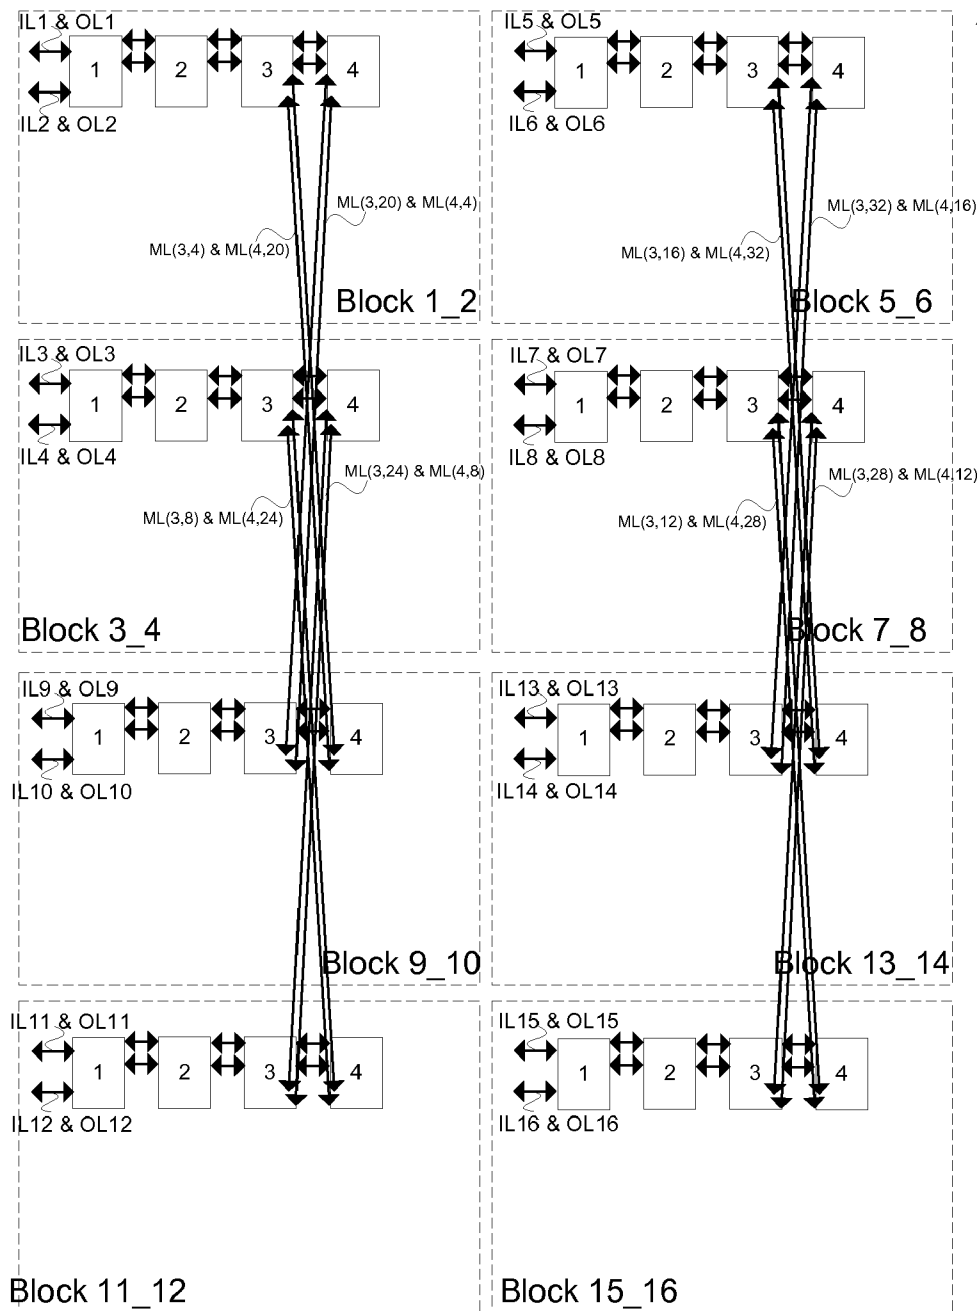 IL1 & OL1
1 2 3 4
IL2 & OL2
ML(3,20) & ML(4,4)
ML(3,4) & ML(4,20)
Block 1_2
IL5 & OL5
1 2 3 4
IL6 & OL6
ML(3,32) & ML(4,16)
ML(3,16) & ML(4,32)
Block 5_6
IL3 & OL3
1 2 3 4
IL4 & OL4
ML(3,24) & ML(4,8)
ML(3,8) & ML(4,24)
Block 3_4
IL7 & OL7
1 2 3 4
IL8 & OL8
ML(3,28) & ML(4,12)
ML(3,12) & ML(4,28)
Block 7_8
IL9 & OL9
1 2 3 4
IL10 & OL10
Block 9_10
IL13 & OL13
1 2 3 4
IL14 & OL14
Block 13_14
IL11 & OL11
1 2 3 4
IL12 & OL12
Block 11_12
IL15 & OL15
1 2 3 4
IL16 & OL16
Block 15_16